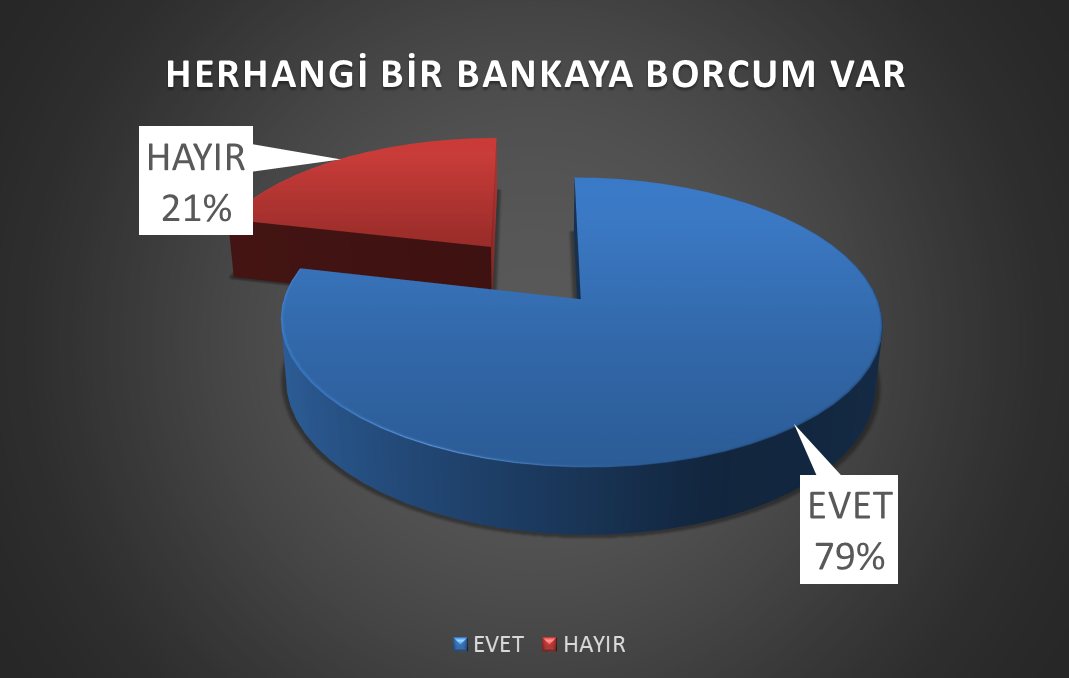 HERHANGİ BİR BANKAYA BORCUM VAR
HAYIR
21%
EVET
79%
EVET HAYIR